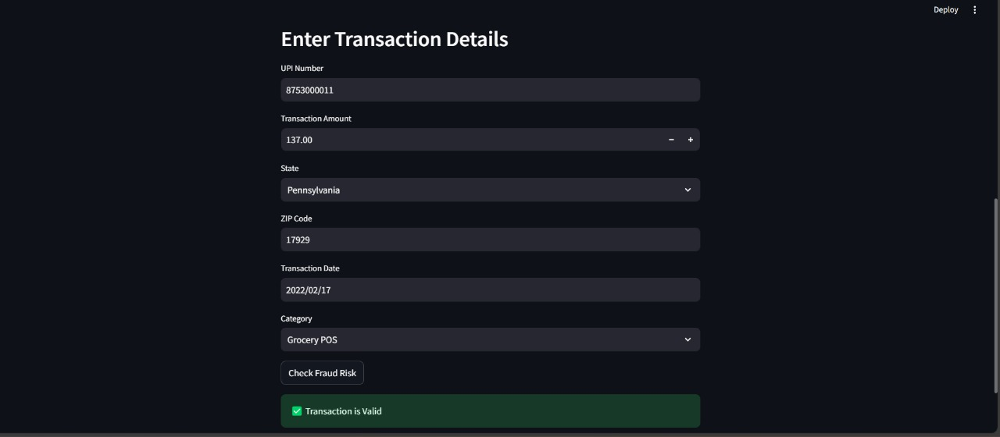 Deploy
Enter Transaction Details
UPI Number
8753000011
Transaction Amount
137.00
State
Pennsylvania
ZIP Code
17929
Transaction Date
2022/02/17
Category
Grocery POS
Check Fraud Risk
✅ Transaction is Valid